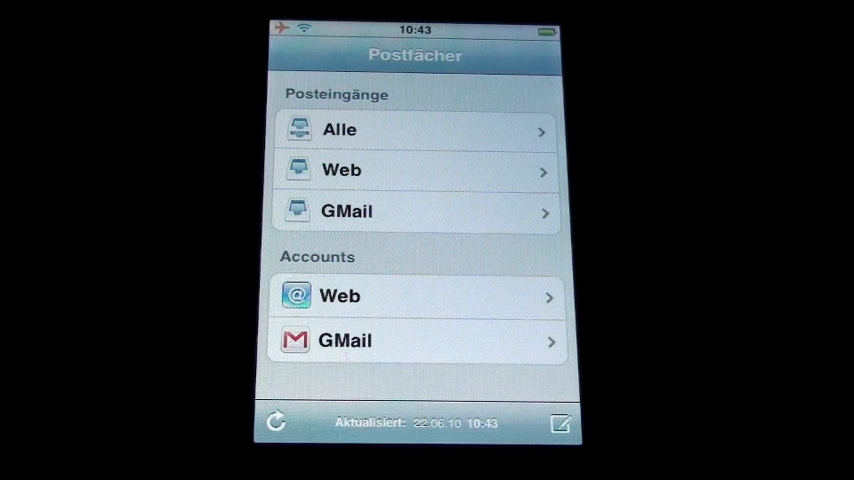 10:43
Postfächer
Posteingänge
Alle
Web
GMail
Accounts
Web
GMail
Aktualisiert: 22.06.10 10:43